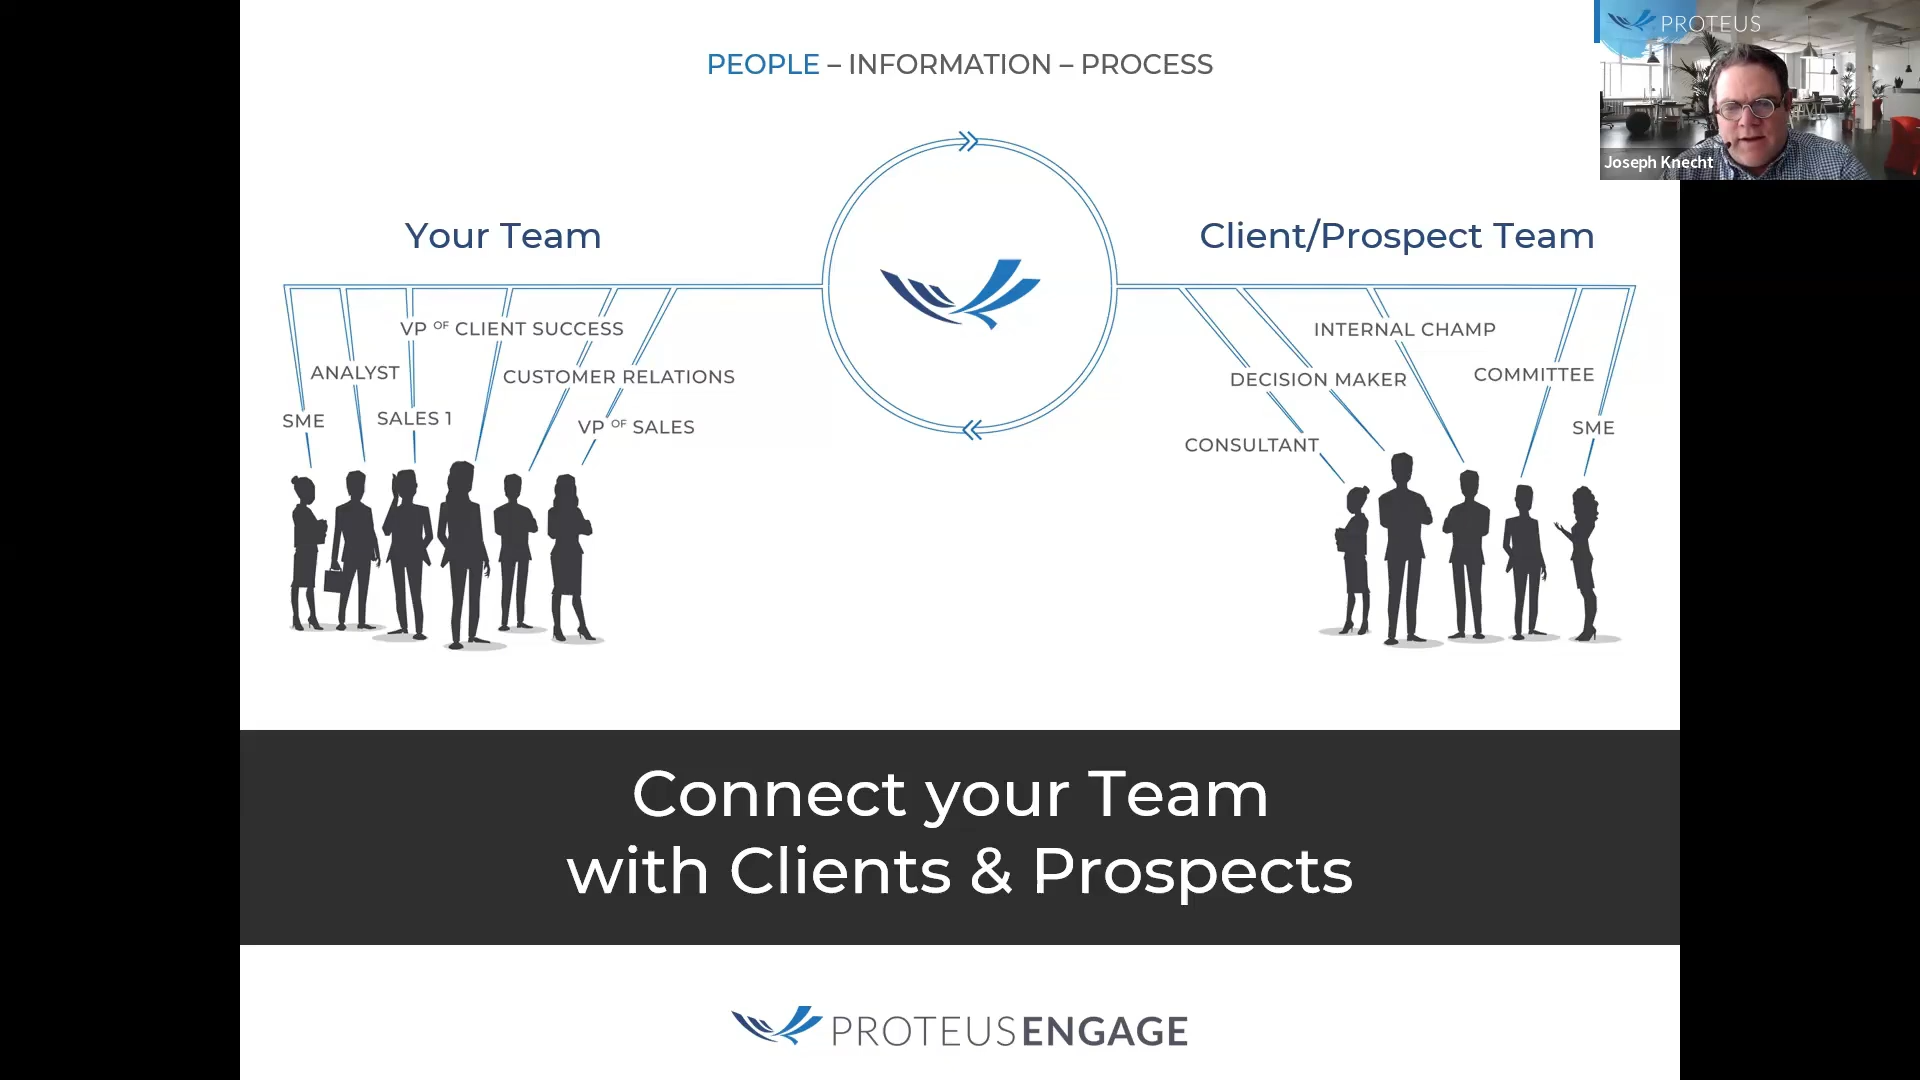 PEOPLE – INFORMATION – PROCESS
PROTEUS
Joseph Knecht
Your Team
Client/Prospect Team
VP OF CLIENT SUCCESS
ANALYST
CUSTOMER RELATIONS
SME
SALES 1
VP OF SALES
INTERNAL CHAMP
DECISION MAKER
COMMITTEE
CONSULTANT
SME
Connect your Team
with Clients & Prospects
PROTEUSENGAGE